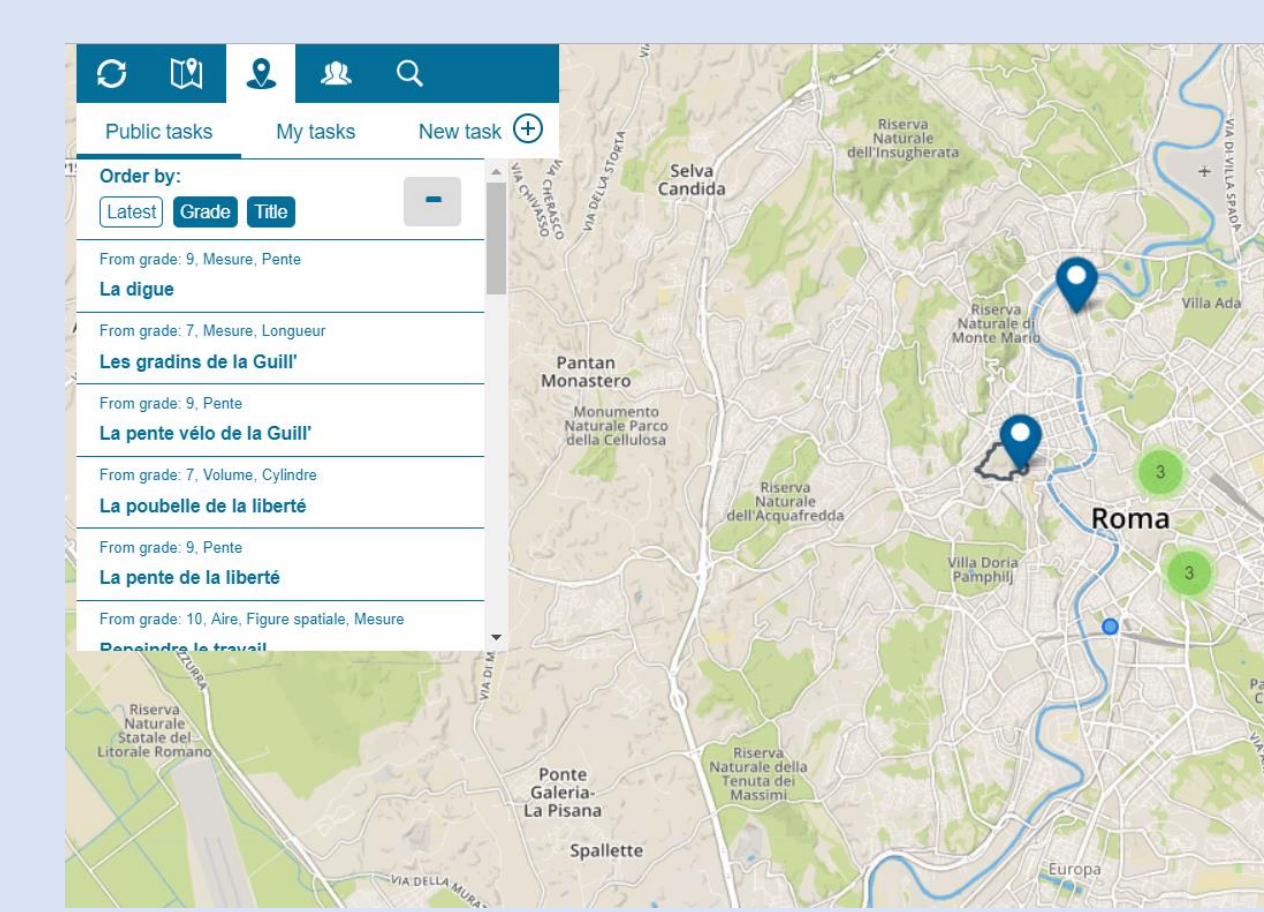 Public tasks
My tasks
New task
Order by:
Latest
Grade
Title
From grade: 9, Mesure, Pente
La digue
From grade: 7, Mesure, Longueur
Les gradins de la Guill'
From grade: 9, Pente
La pente vélo de la Guill'
From grade: 7, Volume, Cylindre
La poubelle de la liberté
From grade: 9, Pente
La pente de la liberté
From grade: 10, Aire, Figure spatiale, Mesure
Repeindre le travail
VIA CHIVASSO
VIA CHERASCO
VIA DELLA STORTA
Selva
Candida
Riserva
Naturale
dell'Insugherata
VIA DI VILLA SPADA
Villa Ada
Riserva
Naturale di
Monte Mario
Pantan
Monastero
Monumento
Naturale Parco
della Cellulosa
Riserva
Naturale
dell'Acquafredda
3
Roma
Villa Doria
Pamphilj
3
Riserva
Naturale
Statale del
Litorale Romano
Ponte
Galeria-
La Pisana
Riserva
Naturale della
Tenuta dei
Massimi
Spallette
Europa